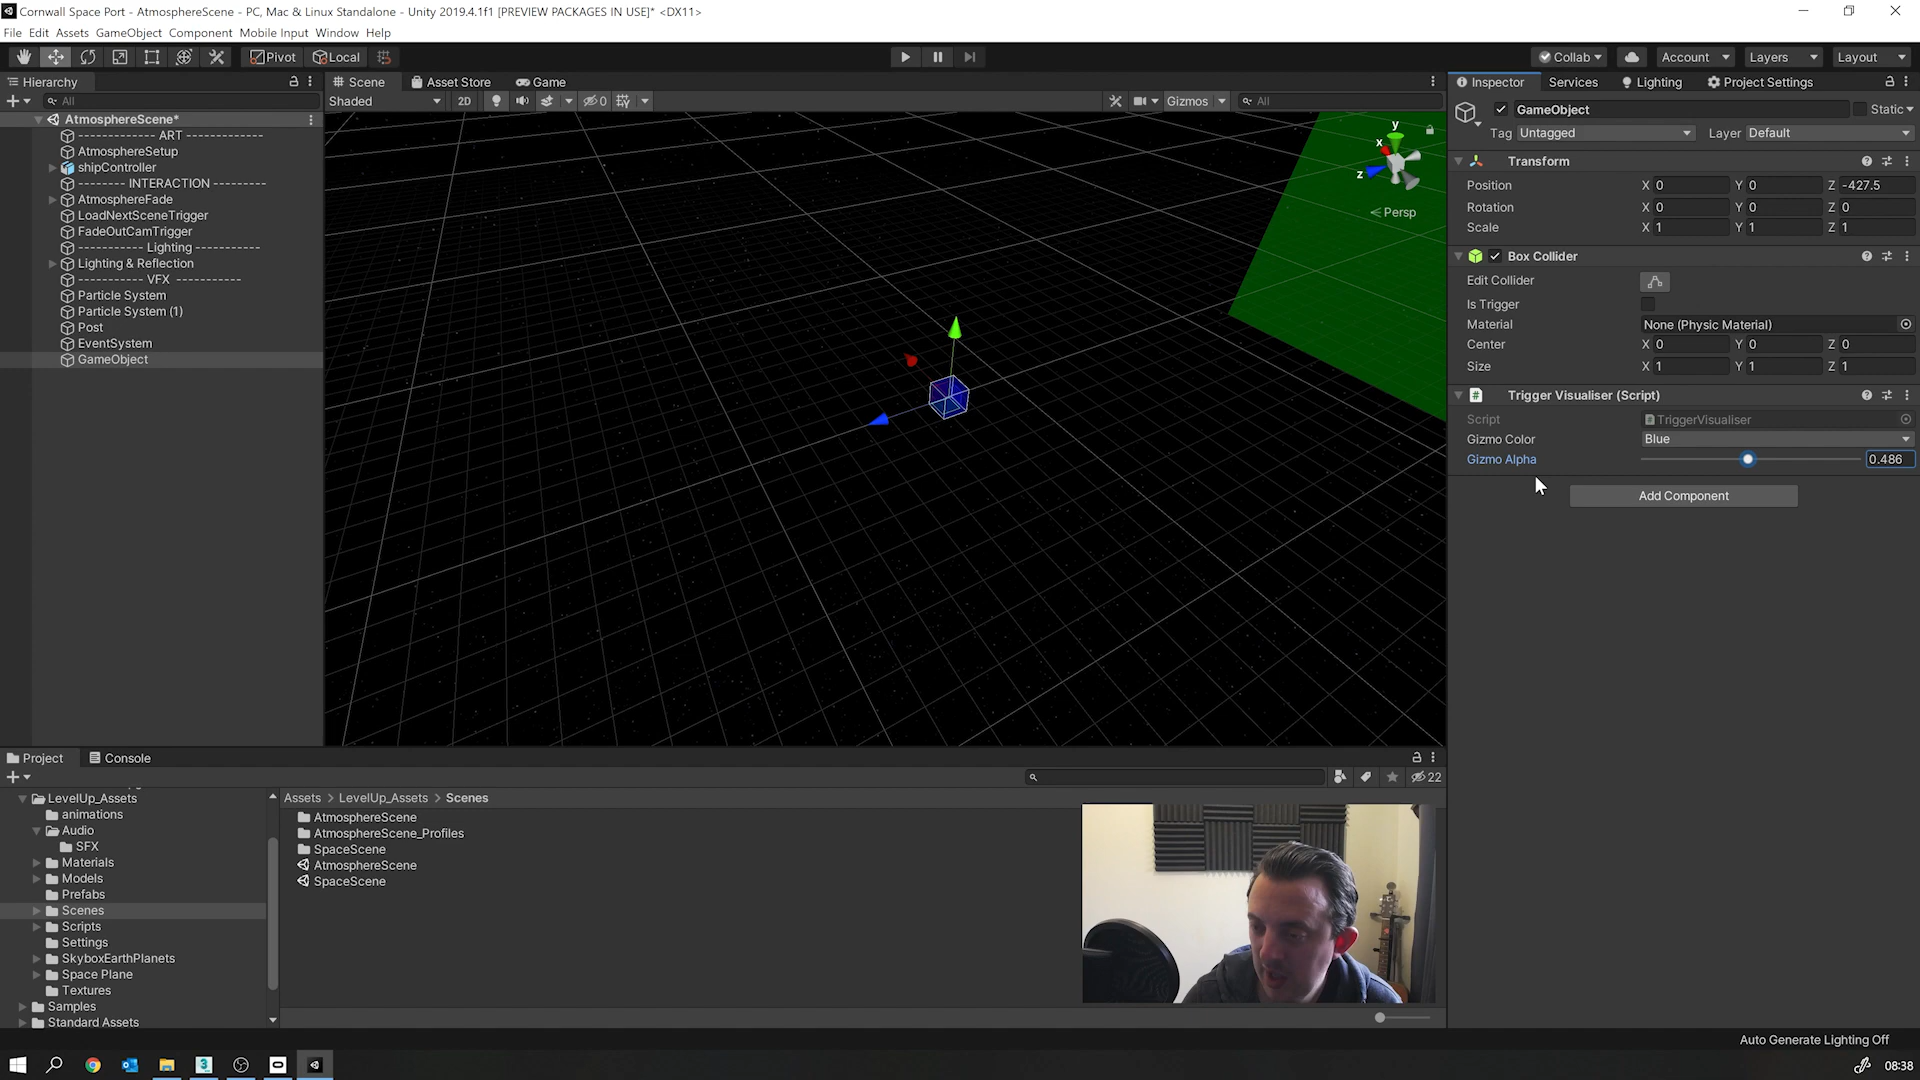 Cornwall Space Port - AtmosphereScene - PC, Mac & Linux Standalone - Unity 2019.4.1f1 [PREVIEW PACKAGES IN USE]* <DX11>
File Edit Assets GameObject Component Mobile Input Window Help
Pivot Local Collab Account Layers Layout
Hierarchy Scene Asset Store Game Inspector Services Lighting Project Settings
All Shaded 2D 0 Gizmos All
GameObject Static
Tag Untagged Layer Default
AtmosphereScene*
------------- ART -------------
AtmosphereSetup
shipController
-------- INTERACTION ---------
AtmosphereFade
LoadNextSceneTrigger
FadeOutCamTrigger
----------- Lighting -----------
Lighting & Reflection
----------- VFX -----------
Particle System
Particle System (1)
Post
EventSystem
GameObject
y
x
z
Persp
Transform
Position X 0 Y 0 Z -427.5
Rotation X 0 Y 0 Z 0
Scale X 1 Y 1 Z 1
Box Collider
Edit Collider
Is Trigger
Material None (Physic Material)
Center X 0 Y 0 Z 0
Size X 1 Y 1 Z 1
# Trigger Visualiser (Script)
Script TriggerVisualiser
Gizmo Color Blue
Gizmo Alpha 0.486
Add Component
Project Console
22
LevelUp_Assets
animations
Audio
SFX
Materials
Models
Prefabs
Scenes
Scripts
Settings
SkyboxEarthPlanets
Space Plane
Textures
Samples
Standard Assets
Assets > LevelUp_Assets > Scenes
AtmosphereScene
AtmosphereScene_Profiles
SpaceScene
AtmosphereScene
SpaceScene
Auto Generate Lighting Off
3
08:38